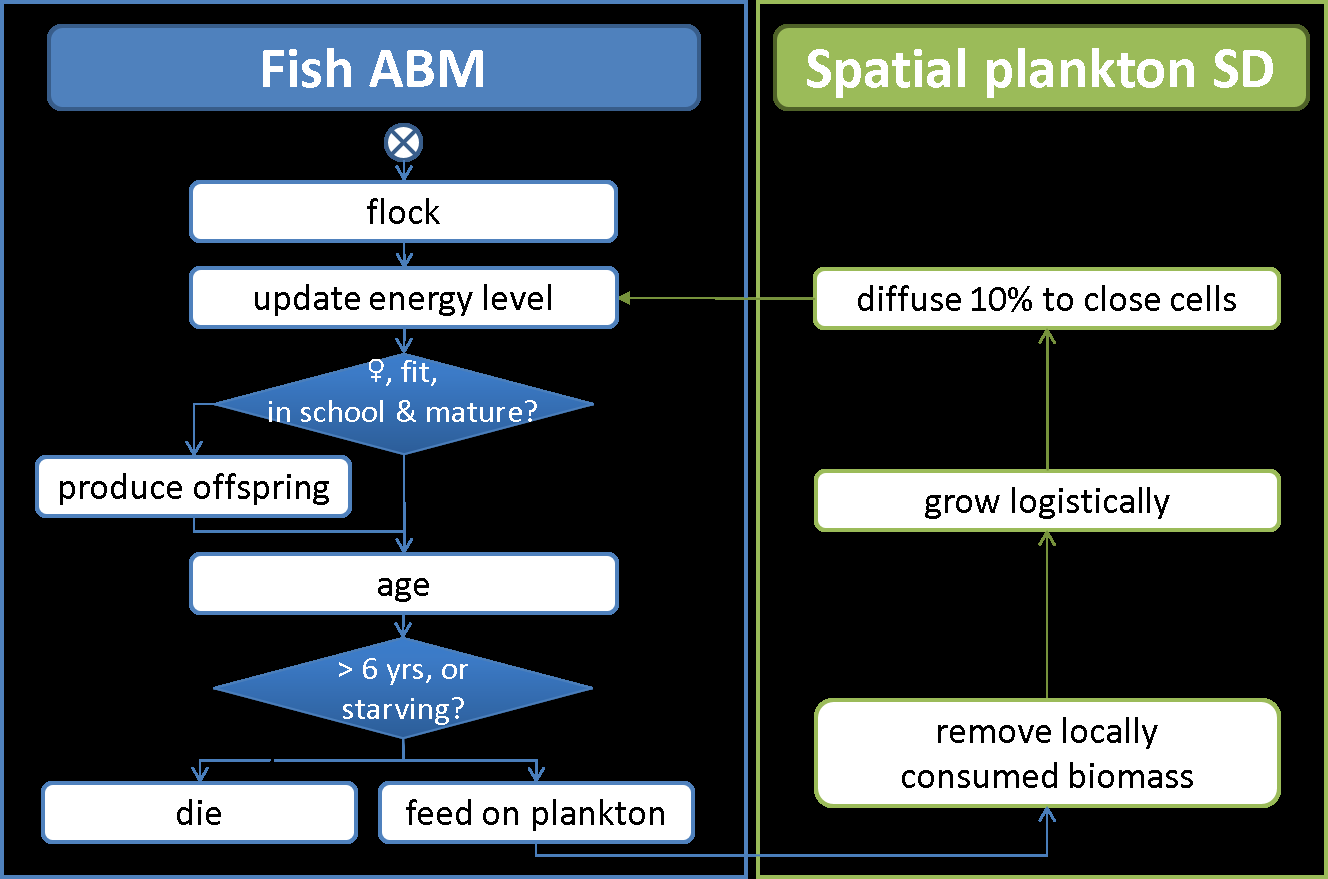 Fish ABM
flock
update energy level
♀, fit,
in school & mature?
produce offspring
age
> 6 yrs, or
starving?
die
feed on plankton
Spatial plankton SD
diffuse 10% to close cells
grow logistically
remove locally
consumed biomass